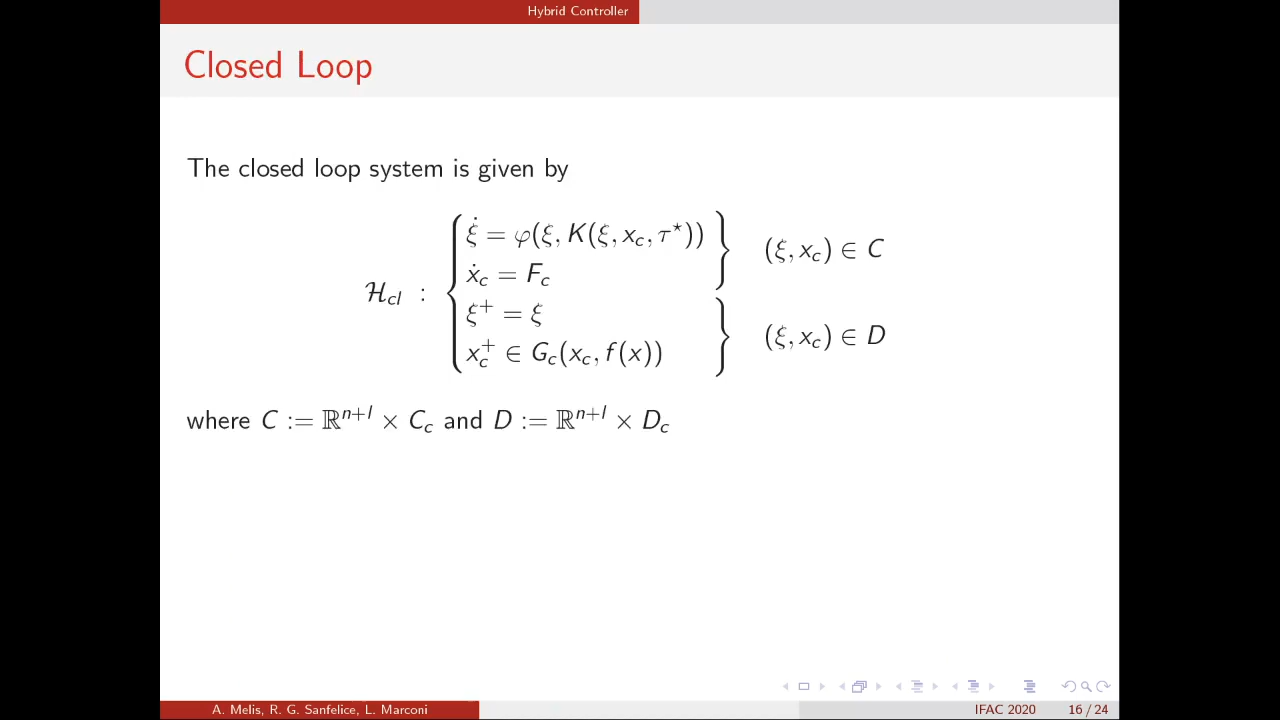 Hybrid Controller
Closed Loop
The closed loop system is given by
ξ̇ = φ(ξ, K(ξ, x_c, τ*))
ẋ_c = F_c
(ξ, x_c) ∈ C
ℋ_cl :
ξ⁺ = ξ
x_c⁺ ∈ G_c(x_c, f(x))
(ξ, x_c) ∈ D
where C := ℝ^{n+l} × C_c and D := ℝ^{n+l} × D_c
A. Melis, R. G. Sanfelice, L. Marconi
IFAC 2020
16 / 24